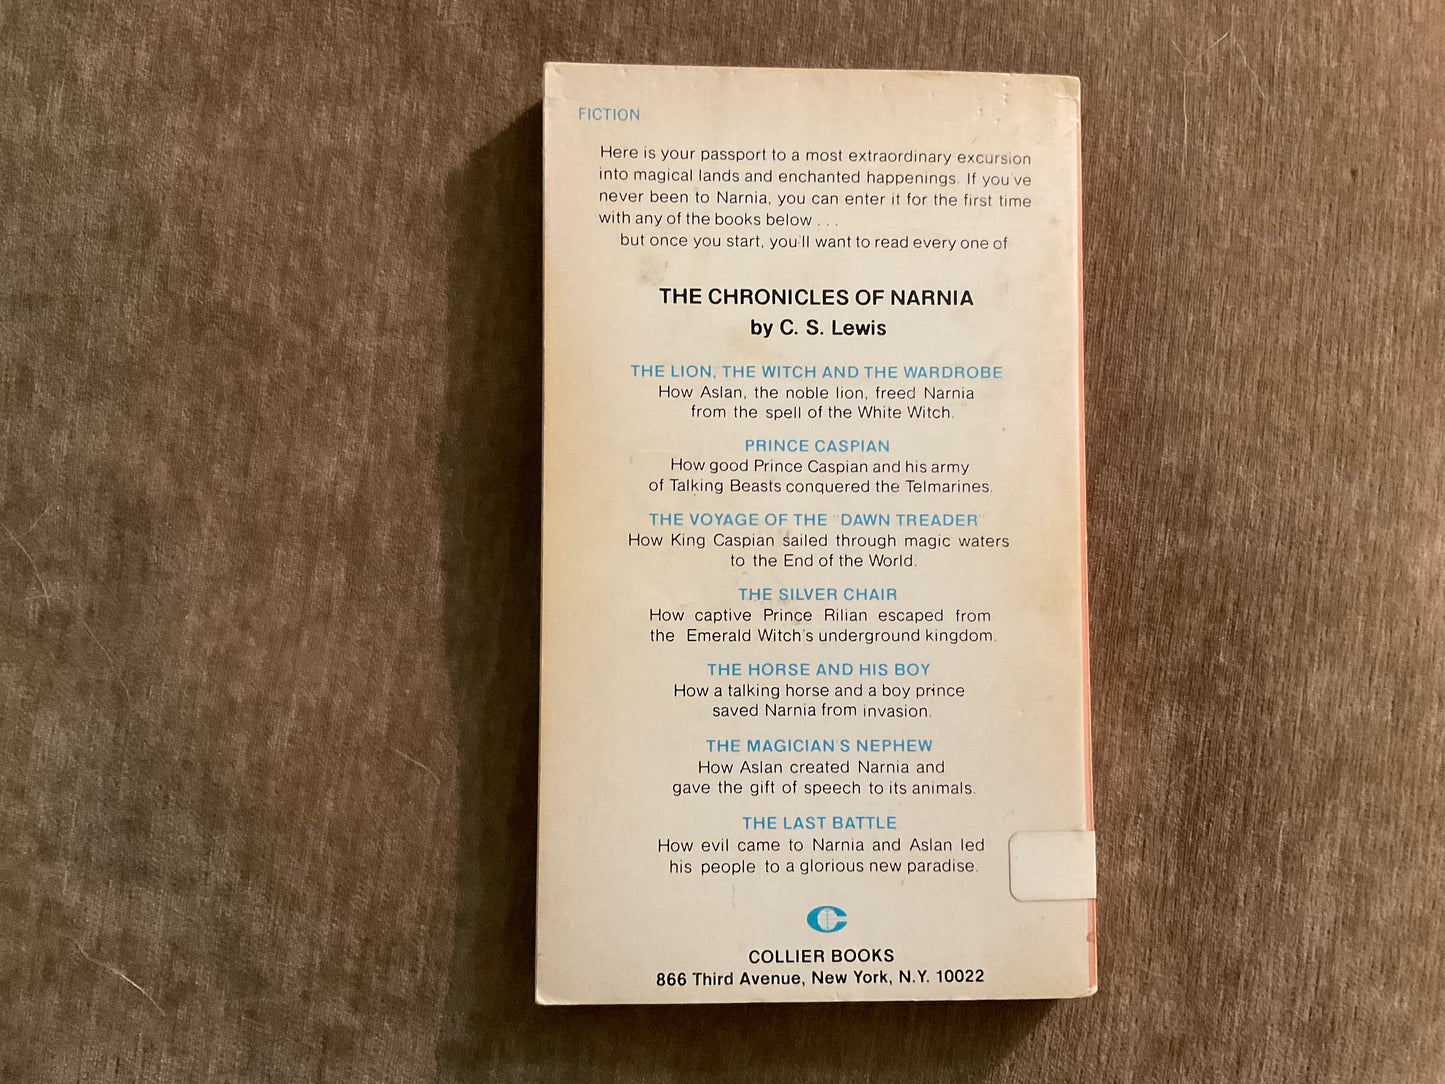 FICTION
Here is your passport to a most extraordinary excursion
into magical lands and enchanted happenings. If you've
never been to Narnia, you can enter it for the first time
with any of the books below . . .
but once you start, you'll want to read every one of
THE CHRONICLES OF NARNIA
by C. S. Lewis
THE LION, THE WITCH AND THE WARDROBE
How Aslan, the noble lion, freed Narnia
from the spell of the White Witch.
PRINCE CASPIAN
How good Prince Caspian and his army
of Talking Beasts conquered the Telmarines.
THE VOYAGE OF THE "DAWN TREADER"
How King Caspian sailed through magic waters
to the End of the World.
THE SILVER CHAIR
How captive Prince Rilian escaped from
the Emerald Witch's underground kingdom.
THE HORSE AND HIS BOY
How a talking horse and a boy prince
saved Narnia from invasion.
THE MAGICIAN'S NEPHEW
How Aslan created Narnia and
gave the gift of speech to its animals.
THE LAST BATTLE
How evil came to Narnia and Aslan led
his people to a glorious new paradise.
COLLIER BOOKS
866 Third Avenue, New York, N.Y. 10022